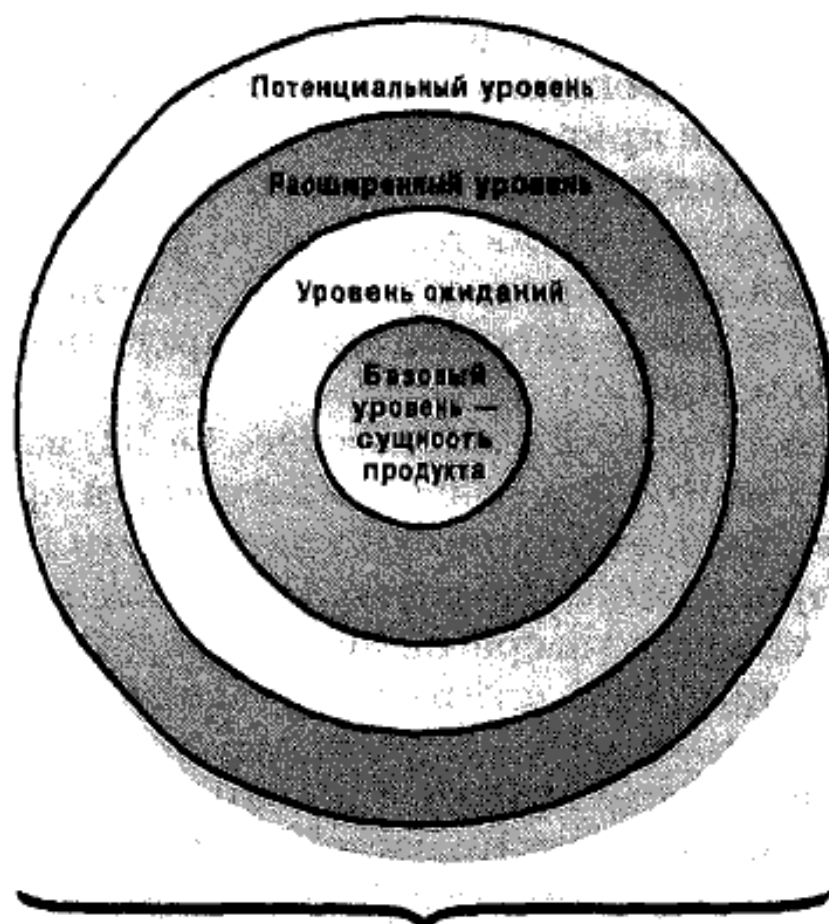 Потенциальный уровень
Расширенный уровень
Уровень ожиданий
Базовый
уровень —
сущность
продукта